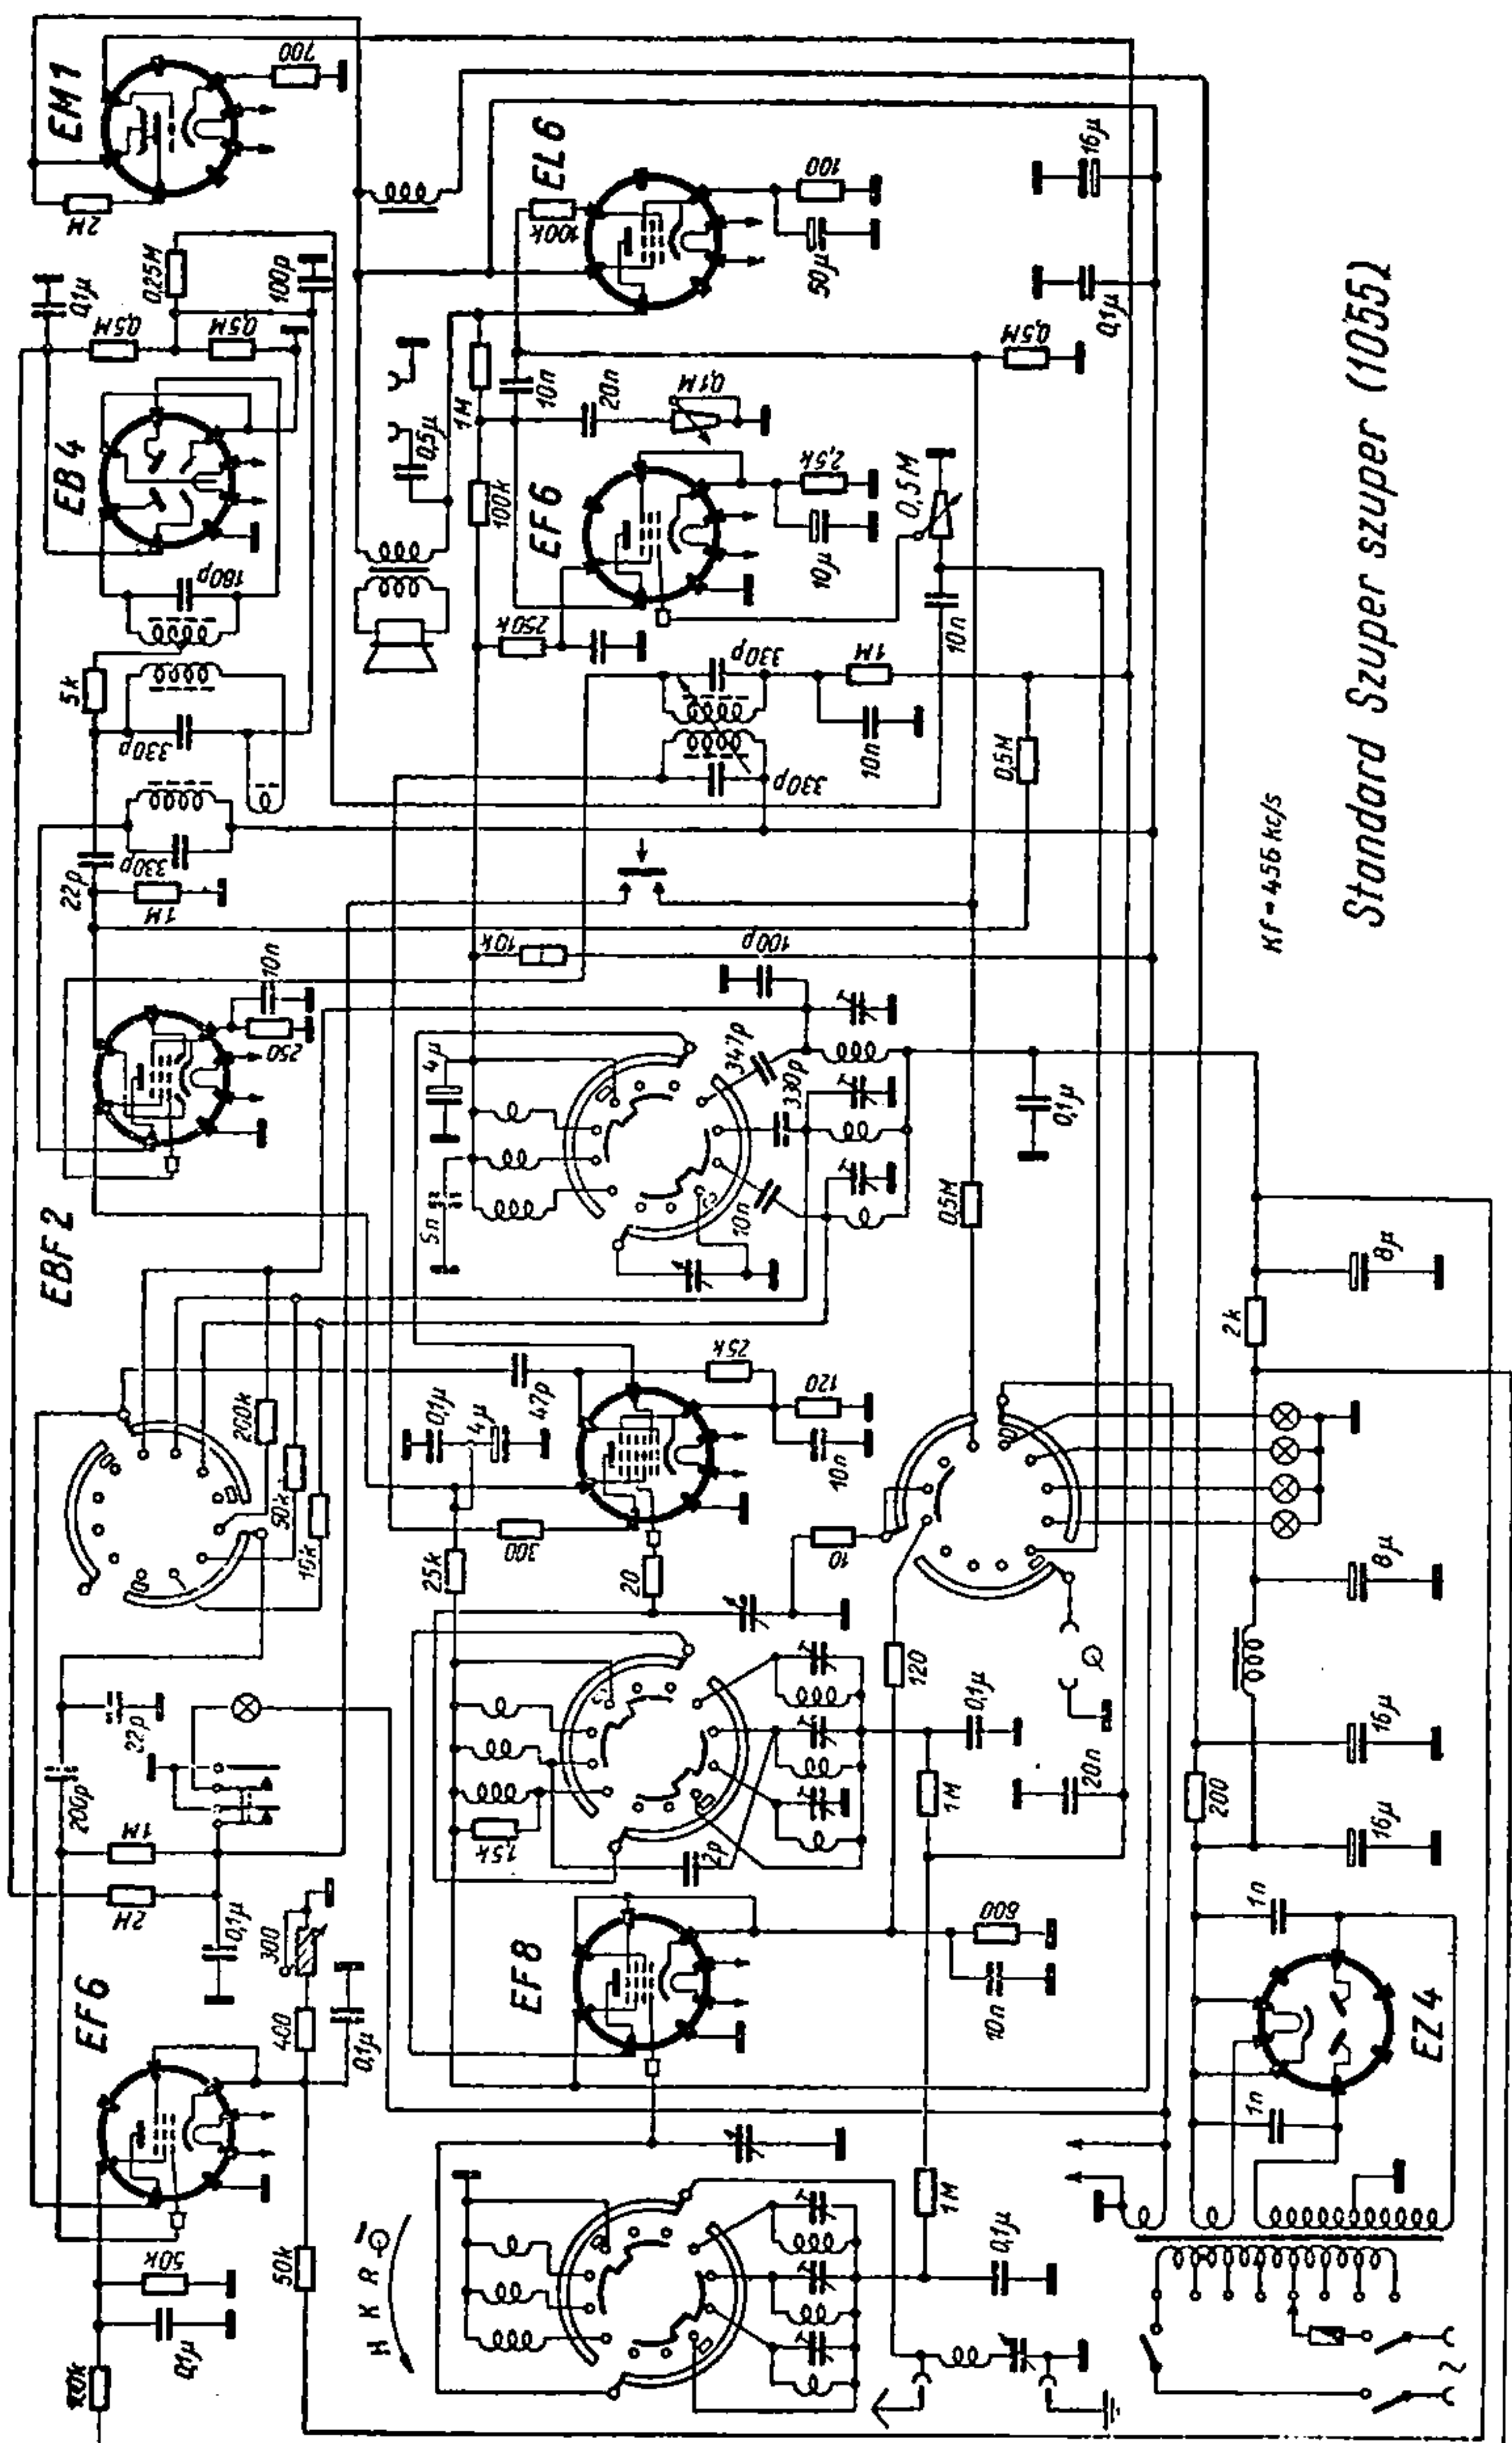 EM1
700
2M
0,1µ
0,25M
100p
0,5M
0,5M
EB4
180p
5k
330p
330p
22p
1M
10n
250
EBF2
EL6
100k
100
50µ
16µ
0,1µ
0,5M
0,5µ
1M
10n
20n
0,1M
100k
EF6
2,5k
10µ
0,5M
250k
10n
330p
330p
1M
10n
0,5M
10k
100p
4µ
5n
347p
330p
10n
0,1µ
0,5M
200k
50k
10k
0,1µ
4µ
47p
25k
120
10n
300
25k
20
10
2k
8µ
8µ
22p
200p
1M
2M
0,1µ
300
400
0,1µ
EF6
15k
2p
120
1M
0,1µ
20n
16µ
200
16µ
EF8
600
10n
1n
1n
EZ4
50k
50k
0,1µ
100k
H K R
1M
0,1µ
Kf=456 kc/s
Standard Szuper szuper (1055)